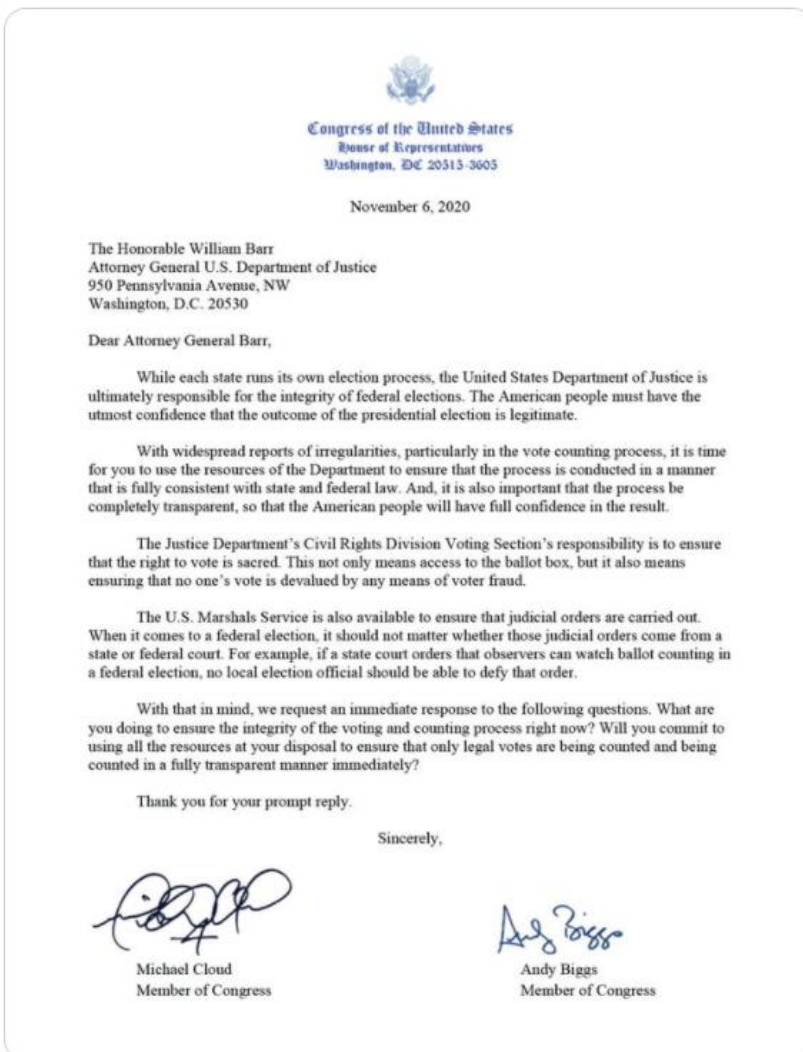 Congress of the United States
House of Representatives
Washington, DC 20515-3605
November 6, 2020
The Honorable William Barr
Attorney General U.S. Department of Justice
950 Pennsylvania Avenue, NW
Washington, D.C. 20530
Dear Attorney General Barr,
While each state runs its own election process, the United States Department of Justice is
ultimately responsible for the integrity of federal elections. The American people must have the
utmost confidence that the outcome of the presidential election is legitimate.
With widespread reports of irregularities, particularly in the vote counting process, it is time
for you to use the resources of the Department to ensure that the process is conducted in a manner
that is fully consistent with state and federal law. And, it is also important that the process be
completely transparent, so that the American people will have full confidence in the result.
The Justice Department's Civil Rights Division Voting Section's responsibility is to ensure
that the right to vote is sacred. This not only means access to the ballot box, but it also means
ensuring that no one's vote is devalued by any means of voter fraud.
The U.S. Marshals Service is also available to ensure that judicial orders are carried out.
When it comes to a federal election, it should not matter whether those judicial orders come from a
state or federal court. For example, if a state court orders that observers can watch ballot counting in
a federal election, no local election official should be able to defy that order.
With that in mind, we request an immediate response to the following questions. What are
you doing to ensure the integrity of the voting and counting process right now? Will you commit to
using all the resources at your disposal to ensure that only legal votes are being counted and being
counted in a fully transparent manner immediately?
Thank you for your prompt reply.
Sincerely,
Andy Biggs
Michael Cloud
Member of Congress
Andy Biggs
Member of Congress